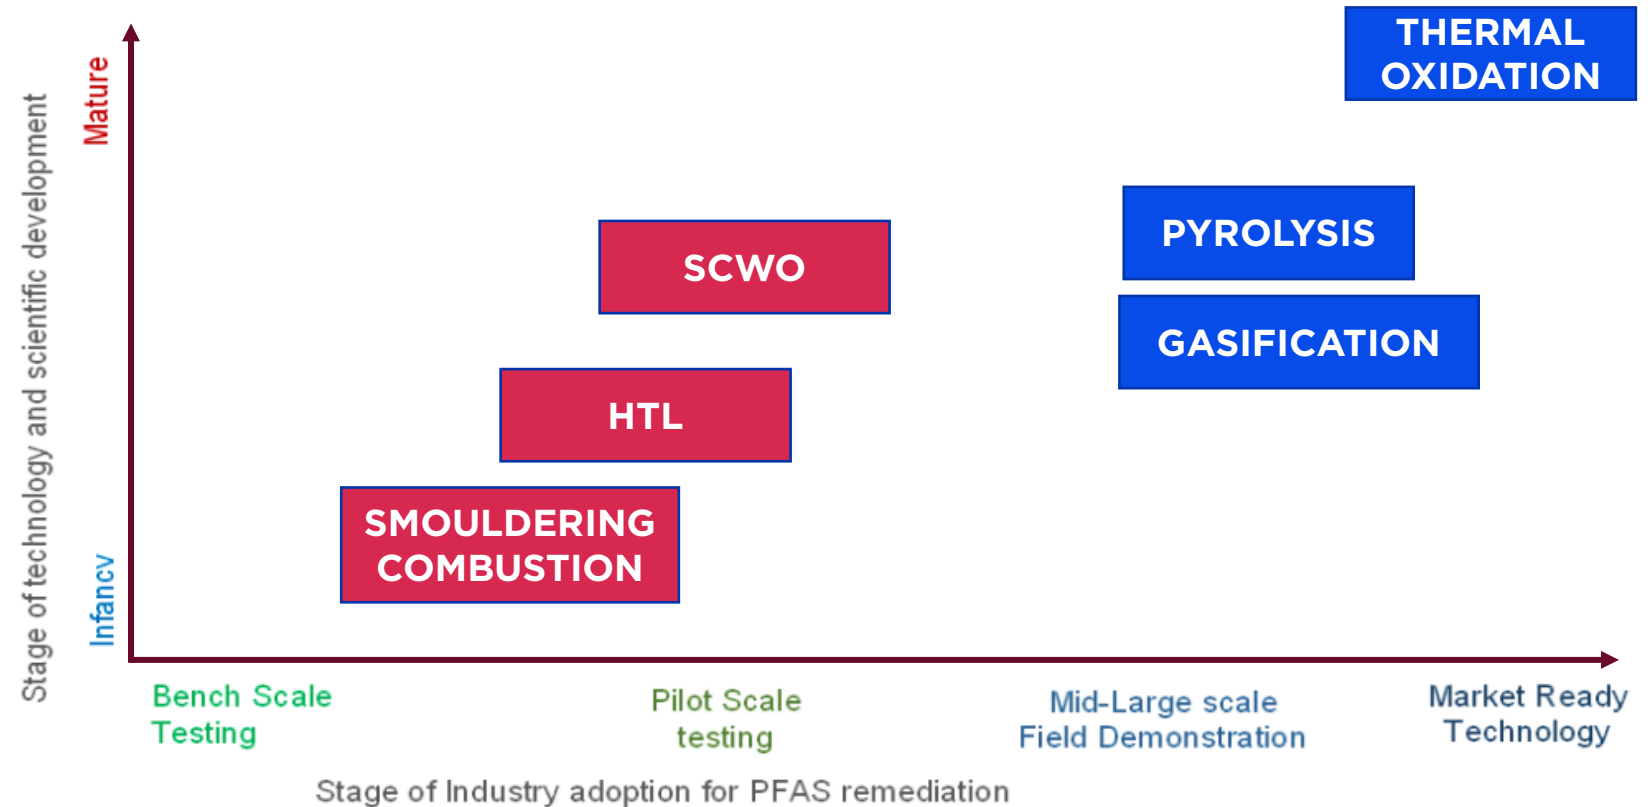 THERMAL
OXIDATION
Mature
Stage of technology and scientific development
PYROLYSIS
SCWO
GASIFICATION
HTL
SMOULDERING
COMBUSTION
Infancy
Bench Scale
Testing
Pilot Scale
testing
Mid-Large scale
Field Demonstration
Market Ready
Technology
Stage of Industry adoption for PFAS remediation